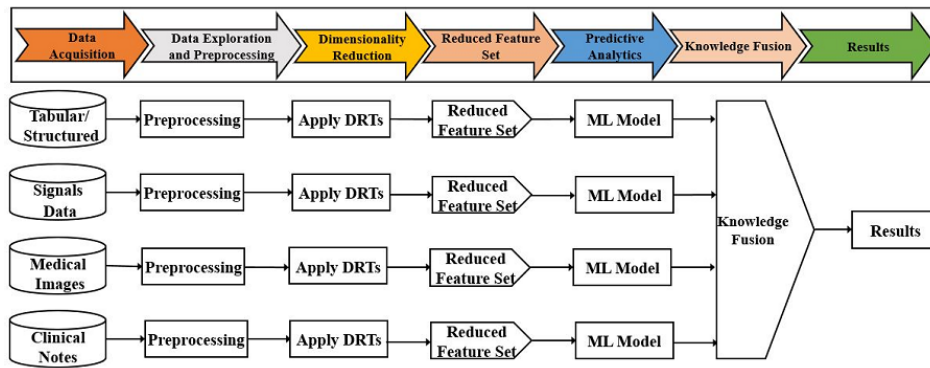 Data
Acquisition
Data Exploration
and Preprocessing
Dimensionality
Reduction
Reduced Feature
Set
Predictive
Analytics
Knowledge Fusion
Results
Tabular/
Structured
Preprocessing
Apply DRTs
Reduced
Feature Set
ML Model
Signals
Data
Preprocessing
Apply DRTs
Reduced
Feature Set
ML Model
Knowledge
Fusion
Results
Medical
Images
Preprocessing
Apply DRTs
Reduced
Feature Set
ML Model
Clinical
Notes
Preprocessing
Apply DRTs
Reduced
Feature Set
ML Model